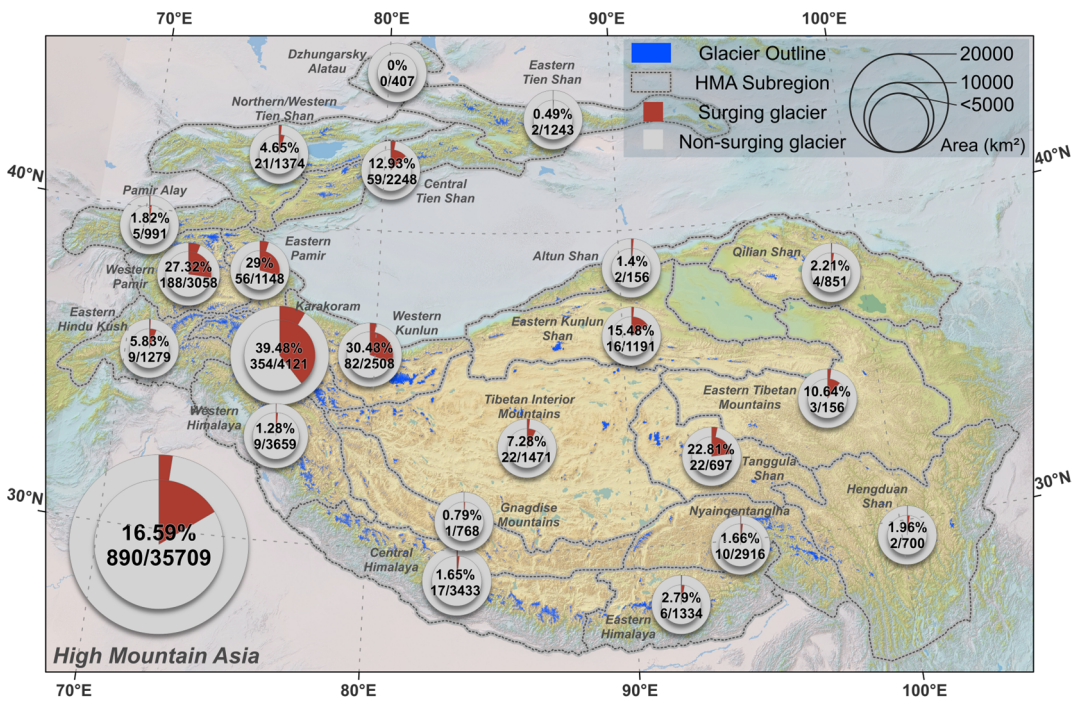 70°E
80°E
90°E
100°E
Dzhungarsky
Alatau
0%
0/407
Eastern
Tien Shan
0.49%
2/1243
Glacier Outline
HMA Subregion
Surging glacier
Non-surging glacier
20000
10000
<5000
Area (km²)
Northern/Western
Tien Shan
4.65%
21/1374
12.93%
59/2248
Central
Tien Shan
40°N
40°N
Pamir Alay
1.82%
5/991
Western
Pamir
27.32%
188/3058
Eastern
Pamir
29%
56/1148
Altun Shan
1.4%
2/156
Qilian Shan
2.21%
4/851
Eastern
Hindu Kush
5.83%
9/1279
Karakoram
39.48%
354/4121
Western
Kunlun
30.43%
82/2508
Eastern Kunlun
Shan
15.48%
16/1191
Eastern Tibetan
Mountains
10.64%
3/156
Western
Himalaya
1.28%
9/3659
Tibetan Interior
Mountains
7.28%
22/1471
22.81%
22/697
Tanggula
Shan
30°N
30°N
16.59%
890/35709
0.79%
1/768
Gnagdise
Mountains
Nyainqentanglha
1.66%
10/2916
Hengduan
Shan
1.96%
2/700
Central
Himalaya
1.65%
17/3433
2.79%
6/1334
Eastern
Himalaya
High Mountain Asia
70°E
80°E
90°E
100°E